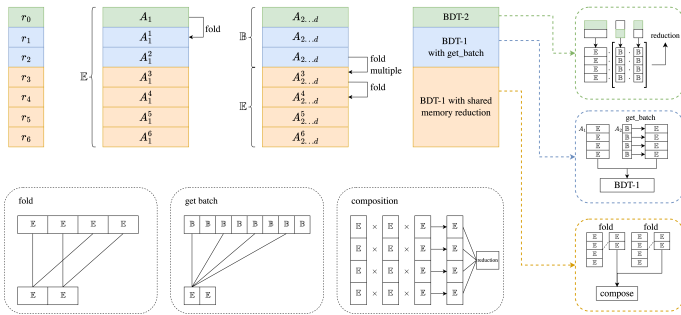 r₀
r₁
r₂
r₃
r₄
r₅
r₆
𝔼
A₁
A₁¹
A₁²
A₁³
A₁⁴
A₁⁵
A₁⁶
fold
𝔹
𝔼
A₂…d
A₂…d
A₂…d
A³₂…d
A⁴₂…d
A⁵₂…d
A⁶₂…d
fold
multiple
fold
BDT-2
BDT-1
with get_batch
BDT-1 with shared
memory reduction
reduction
𝔼 · 𝔹 · 𝔹
𝔼 · 𝔹 · 𝔹
𝔼 · 𝔹 · 𝔹
𝔼 · 𝔹 · 𝔹
get_batch
A₁ 𝔼 A₂ 𝔹 𝔼
𝔼 𝔹 𝔼
𝔼 𝔹 𝔼
𝔼 𝔹 𝔼
BDT-1
fold fold
𝔼 𝔼 𝔼 𝔼
𝔼 𝔼 𝔼 𝔼
𝔼 𝔼
𝔼 𝔼
compose
fold
𝔼 𝔼 𝔼 𝔼
𝔼 𝔼
get batch
𝔹 𝔹 𝔹 𝔹 𝔹 𝔹 𝔹 𝔹
𝔼 𝔼
composition
𝔼 × 𝔼 × 𝔼 𝔼
𝔼 × 𝔼 × 𝔼 𝔼
𝔼 × 𝔼 × 𝔼 𝔼
𝔼 × 𝔼 × 𝔼 𝔼
reduction